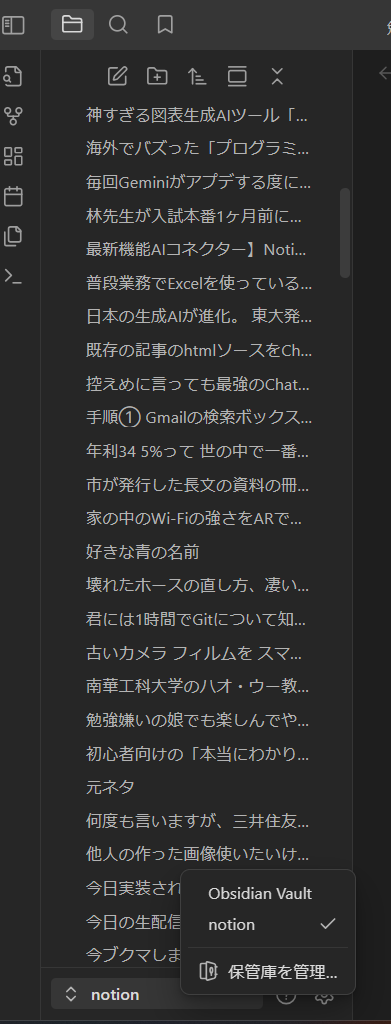 神すぎる図表生成AIツール「...
海外でバズった「プログラミ...
毎回Geminiがアプデする度に...
林先生が入試本番1ヶ月前に...
最新機能AIコネクター】Noti...
普段業務でExcelを使っている...
日本の生成AIが進化。 東大発...
既存の記事のhtmlソースをCh...
控えめに言っても最強のChat...
手順① Gmailの検索ボックス...
年利34 5%って 世の中で一番...
市が発行した長文の資料の冊...
家の中のWi-Fiの強さをARで...
好きな青の名前
壊れたホースの直し方、凄い...
君には1時間でGitについて知...
古いカメラ フィルムを スマ...
南華工科大学のハオ・ウー教...
勉強嫌いの娘でも楽しんでや...
初心者向けの「本当にわかり...
元ネタ
何度も言いますが、三井住友...
他人の作った画像使いたいけ...
今日実装され
今日の生配信
今ブクマしま
Obsidian Vault
notion
保管庫を管理...
notion